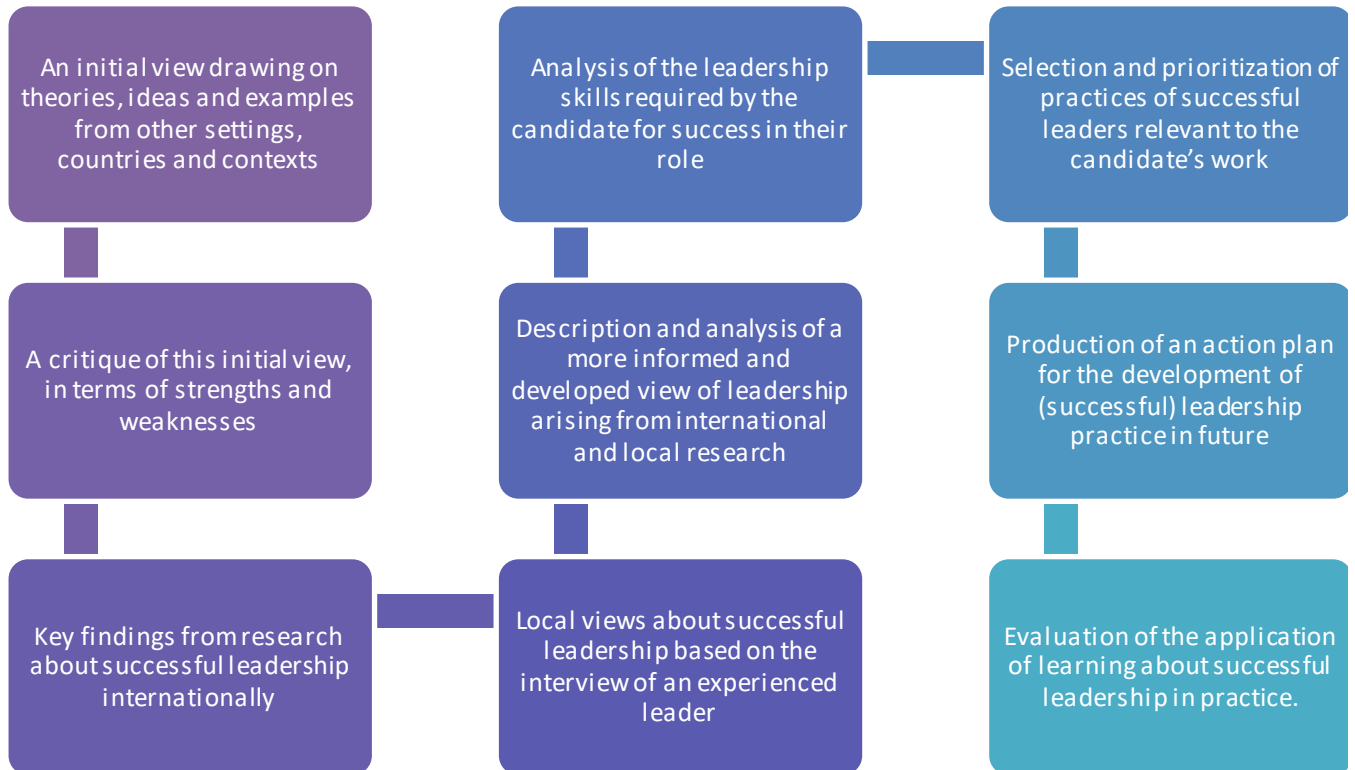 An initial view drawing on
theories, ideas and examples
from other settings,
countries and contexts
A critique of this initial view,
in terms of strengths and
weaknesses
Key findings from research
about successful leadership
internationally
Local views about successful
leadership based on the
interview of an experienced
leader
Description and analysis of a
more informed and
developed view of leadership
arising from international
and local research
Analysis of the leadership
skills required by the
candidate for success in their
role
Selection and prioritization of
practices of successful
leaders relevant to the
candidate’s work
Production of an action plan
for the development of
(successful) leadership
practice in future
Evaluation of the application
of learning about successful
leadership in practice.